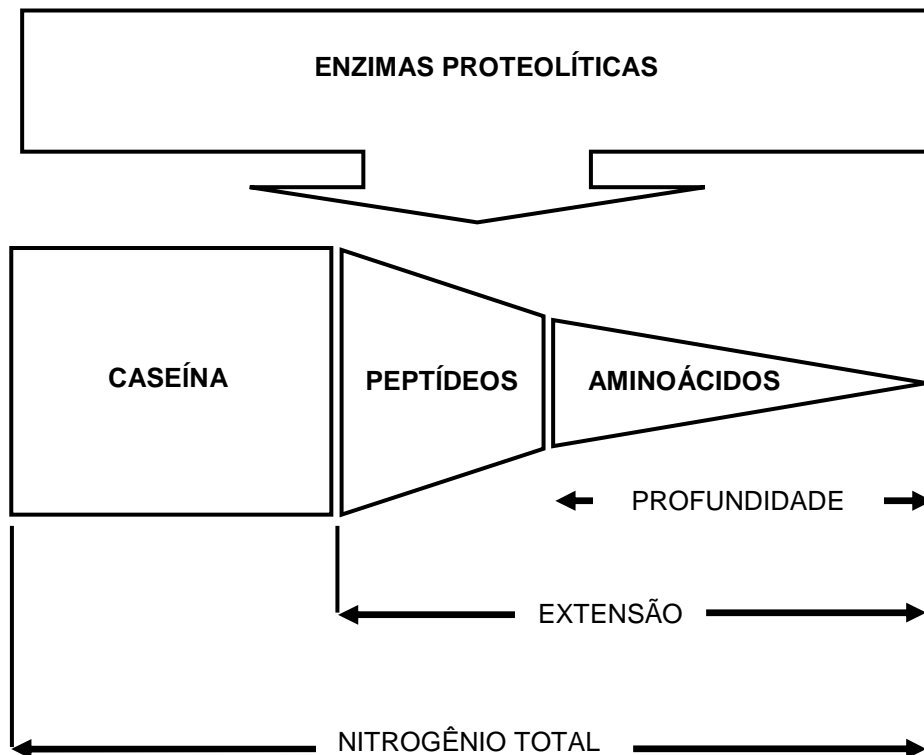 ENZIMAS PROTEOLÍTICAS
CASEÍNA
PEPTÍDEOS
AMINOÁCIDOS
PROFUNDIDADE
EXTENSÃO
NITROGÊNIO TOTAL